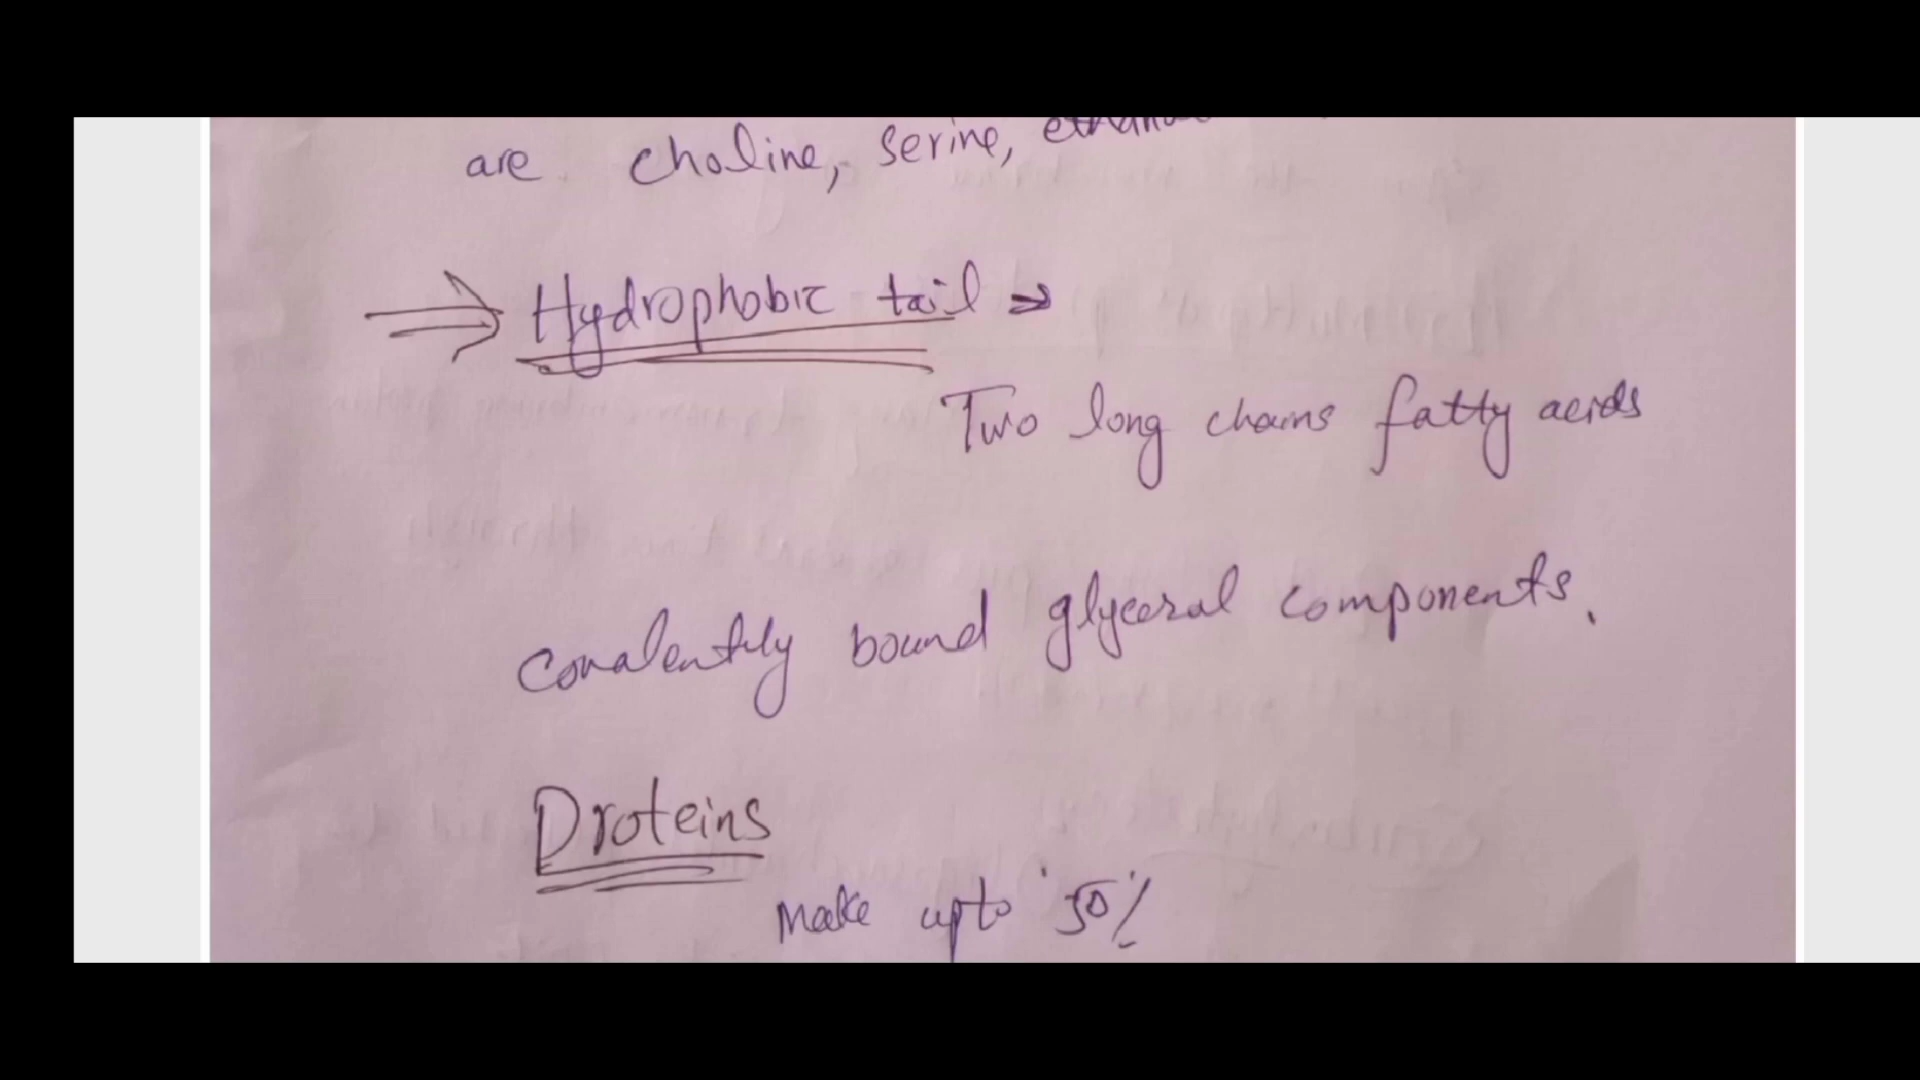 are choline, serine,
⇒ Hydrophobic tail →
Two long chains fatty acids
covalently bound glyceral components.
Proteins
Make upto 50%